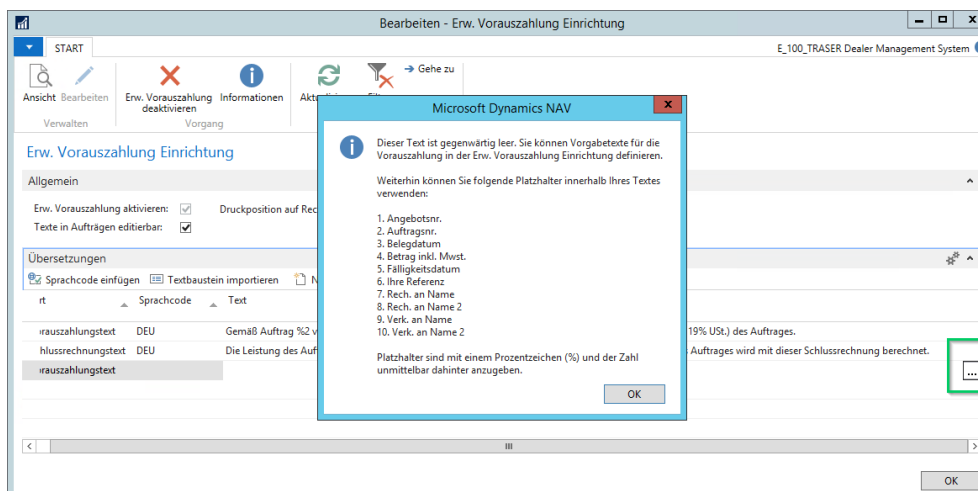 Bearbeiten - Erw. Vorauszahlung Einrichtung
START
E_100_TRASER Dealer Management System
Ansicht Bearbeiten
Erw. Vorauszahlung deaktivieren
Informationen
Gehe zu
Verwalten
Vorgang
Erw. Vorauszahlung Einrichtung
Allgemein
Erw. Vorauszahlung aktivieren:
Druckposition auf Rec
Texte in Aufträgen editierbar:
Übersetzungen
Sprachcode einfügen
Textbaustein importieren
N
rt
Sprachcode
Text
rauszahlungstext DEU Gemäß Auftrag %2 v
19% USt.) des Auftrages.
hlussrechnungstext DEU Die Leistung des Auf
Auftrages wird mit dieser Schlussrechnung berechnet.
rauszahlungstext
...
Microsoft Dynamics NAV
Dieser Text ist gegenwärtig leer. Sie können Vorgabetexte für die
Vorauszahlung in der Erw. Vorauszahlung Einrichtung definieren.
Weiterhin können Sie folgende Platzhalter innerhalb Ihres Textes
verwenden:
1. Angebotsnr.
2. Auftragsnr.
3. Belegdatum
4. Betrag inkl. Mwst.
5. Fälligkeitsdatum
6. Ihre Referenz
7. Rech. an Name
8. Rech. an Name 2
9. Verk. an Name
10. Verk. an Name 2
Platzhalter sind mit einem Prozentzeichen (%) und der Zahl
unmittelbar dahinter anzugeben.
OK
OK